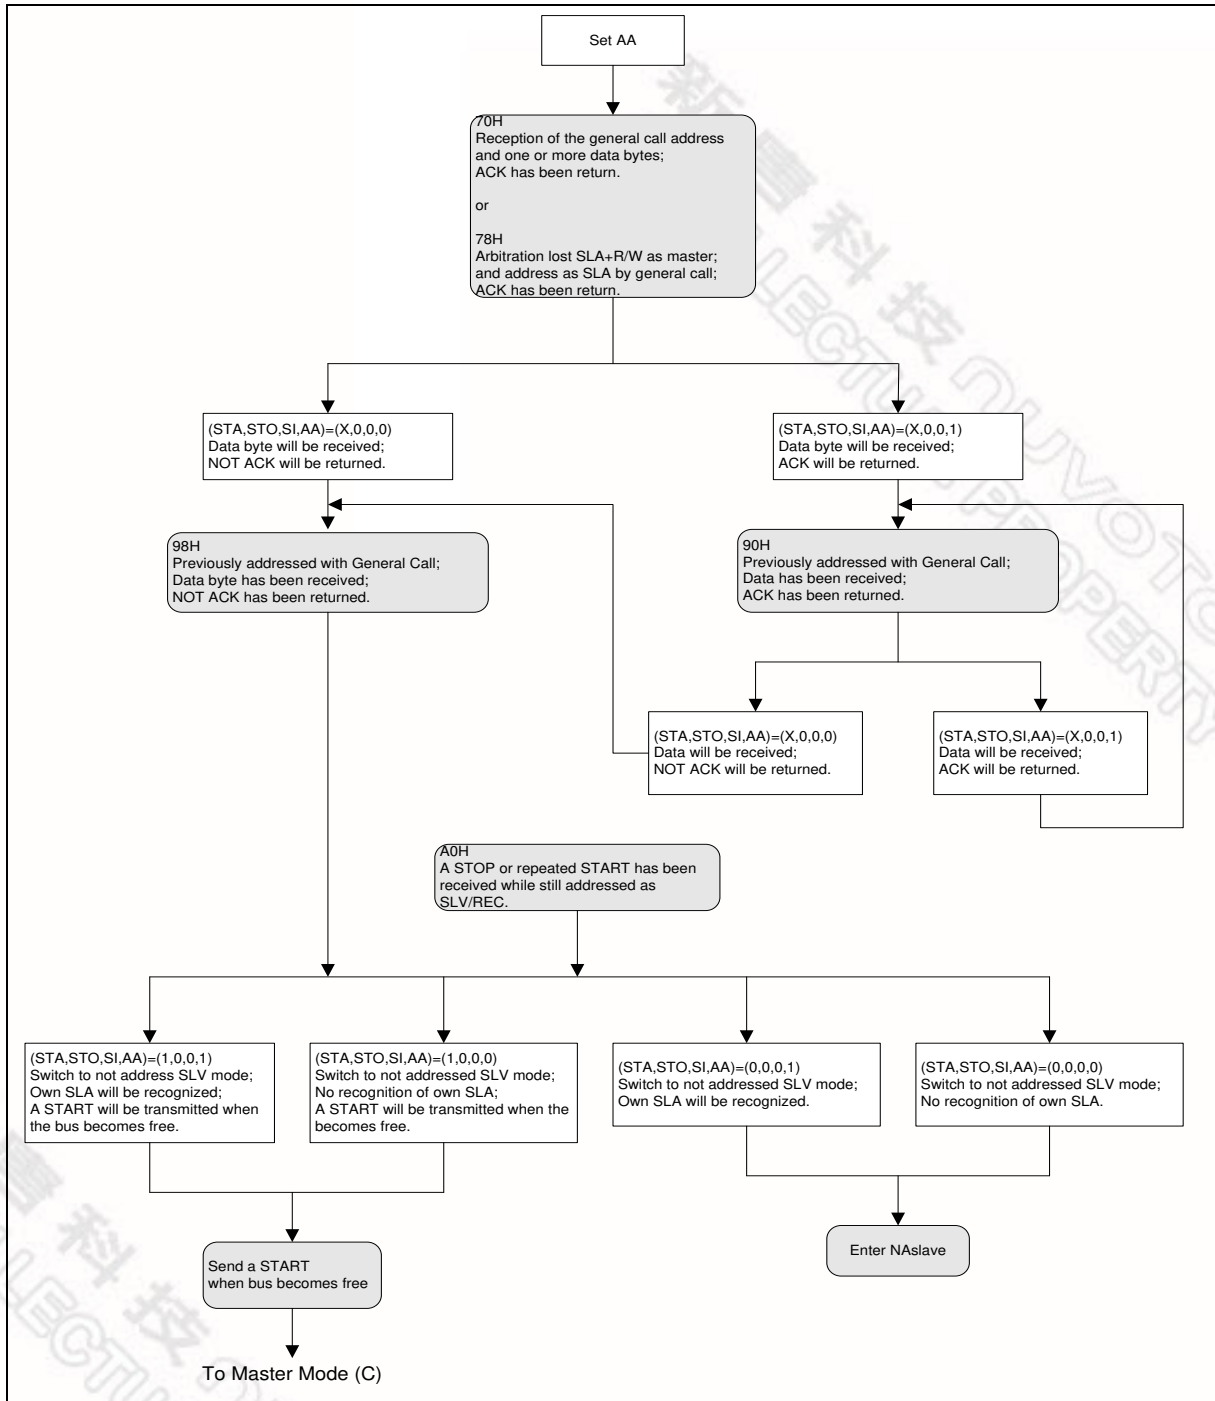 Set AA
70H
Reception of the general call address
and one or more data bytes;
ACK has been return.
or
78H
Arbitration lost SLA+R/W as master;
and address as SLA by general call;
ACK has been return.
(STA,STO,SI,AA)=(X,0,0,0)
Data byte will be received;
NOT ACK will be returned.
(STA,STO,SI,AA)=(X,0,0,1)
Data byte will be received;
ACK will be returned.
98H
Previously addressed with General Call;
Data byte has been received;
NOT ACK has been returned.
90H
Previously addressed with General Call;
Data has been received;
ACK has been returned.
(STA,STO,SI,AA)=(X,0,0,0)
Data will be received;
NOT ACK will be returned.
(STA,STO,SI,AA)=(X,0,0,1)
Data will be received;
ACK will be returned.
A0H
A STOP or repeated START has been
received while still addressed as
SLV/REC.
(STA,STO,SI,AA)=(1,0,0,1)
Switch to not address SLV mode;
Own SLA will be recognized;
A START will be transmitted when
the bus becomes free.
(STA,STO,SI,AA)=(1,0,0,0)
Switch to not addressed SLV mode;
No recognition of own SLA;
A START will be transmitted when the
becomes free.
(STA,STO,SI,AA)=(0,0,0,1)
Switch to not addressed SLV mode;
Own SLA will be recognized.
(STA,STO,SI,AA)=(0,0,0,0)
Switch to not addressed SLV mode;
No recognition of own SLA.
Send a START
when bus becomes free
Enter NAslave
To Master Mode (C)